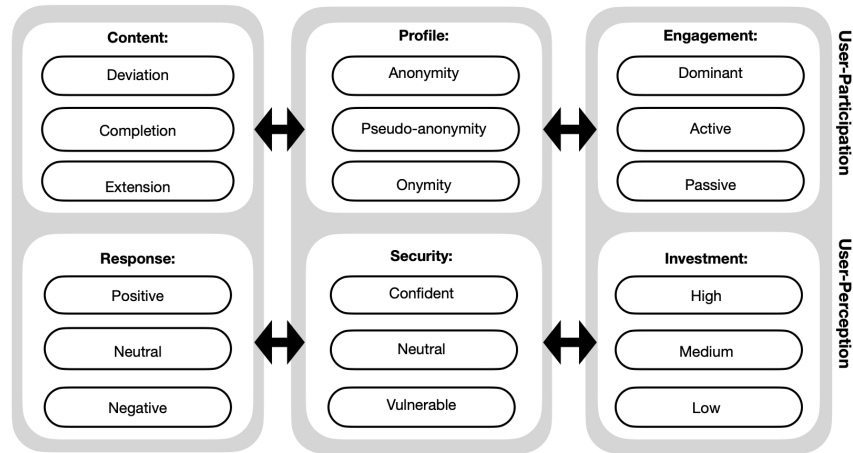 Content:
Deviation
Completion
Extension
Profile:
Anonymity
Pseudo-anonymity
Onymity
Engagement:
Dominant
Active
Passive
User-Participation
Response:
Positive
Neutral
Negative
Security:
Confident
Neutral
Vulnerable
Investment:
High
Medium
Low
User-Perception